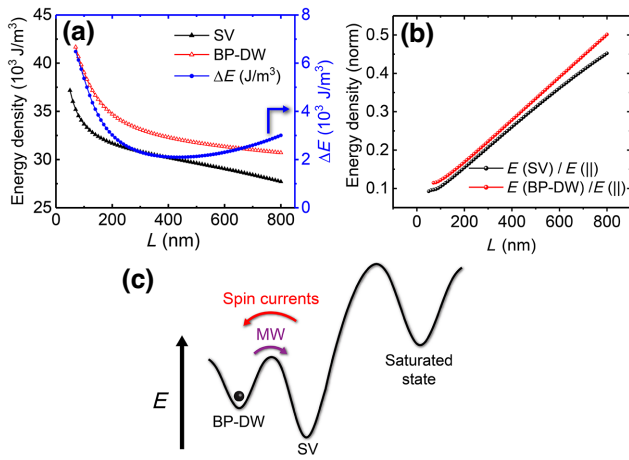 (a)
SV
BP-DW
ΔE (J/m³)
Energy density (10³ J/m³)
45
40
35
30
25
0
200
400
600
800
L (nm)
8
6
4
2
0
ΔE (10³ J/m³)
(b)
Energy density (norm)
0.5
0.4
0.3
0.2
0.1
0
200
400
600
800
L (nm)
E (SV) / E (||)
E (BP-DW) /E (||)
(c)
Spin currents
MW
E
BP-DW
SV
Saturated
state